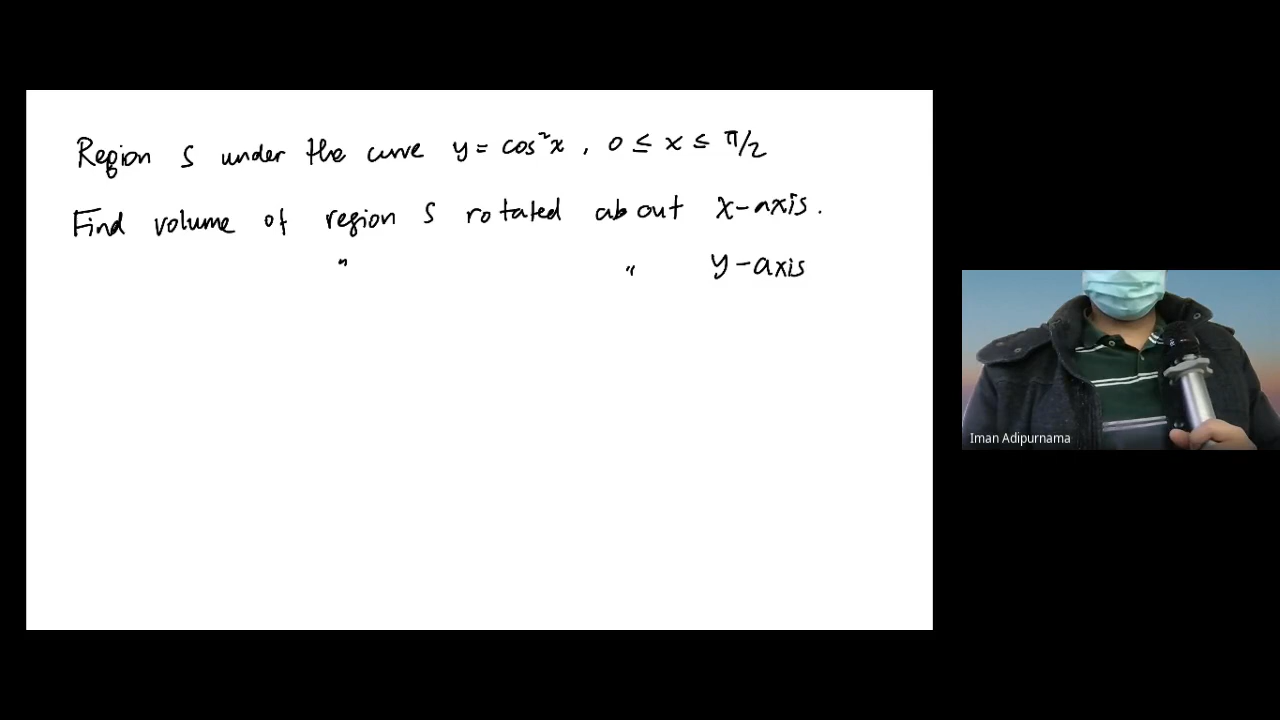 Region S under the curve y = cos²x , 0 ≤ x ≤ π/2
Find volume of region S rotated about x-axis.
" " y-axis
Iman Adipurnama